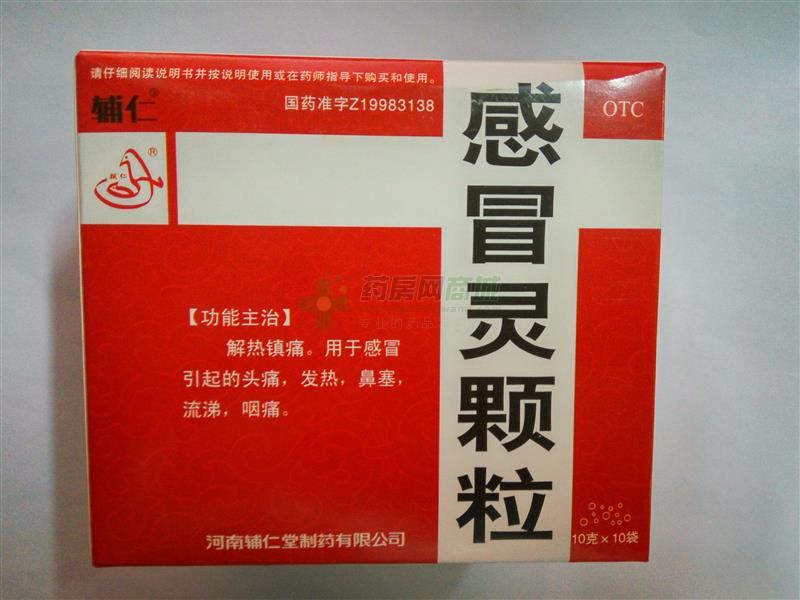 请仔细阅读说明书并按说明使用或在药师指导下购买和使用。
辅仁®
国药准字Z19983138
OTC
辅仁
®
感冒灵颗粒
药房网商城
【功能主治】
解热镇痛。用于感冒
引起的头痛，发热，鼻塞，
流涕，咽痛。
河南辅仁堂制药有限公司
10克×10袋